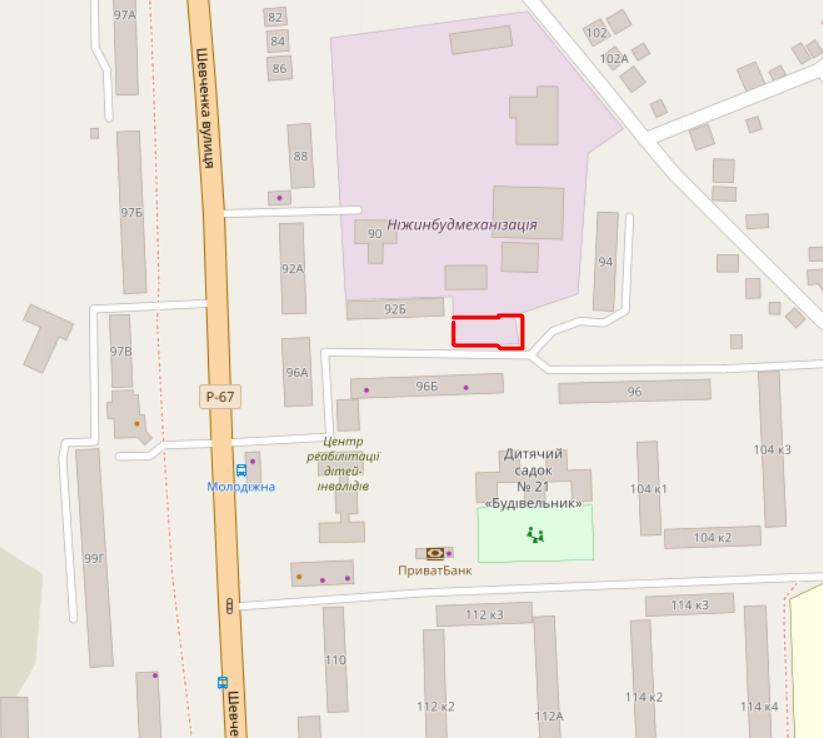 97А
82
84
86
102
102А
Шевченка вулиця
88
97Б
Ніжинбудмеханізація
90
92А
94
92Б
97В
96А
96Б
96
Р-67
Центр
реабілітації
дітей-
інвалідів
Дитячий
садок
№ 21
«Будівельник»
104 к3
Молодіжна
104 к1
104 к2
99Г
ПриватБанк
112 к3
114 к3
110
112 к2
112А
114 к2
114 к4
Шевче